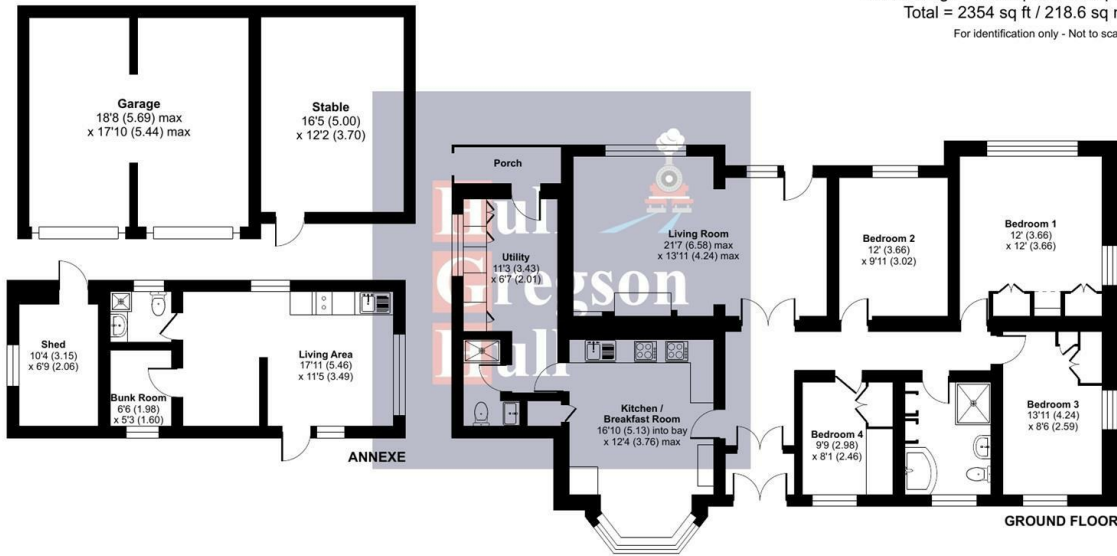 Total = 2354 sq ft / 218.6 sq
For identification only - Not to
Garage
18'8 (5.69) max
x 17'10 (5.44) max
Stable
16'5 (5.00)
x 12'2 (3.70)
Porch
Utility
11'3 (3.43)
x 6'7 (2.01)
Living Room
21'7 (6.58) max
x 13'11 (4.24) max
Bedroom 2
12' (3.66)
x 9'11 (3.02)
Bedroom 1
12' (3.66)
x 12' (3.66)
Hull
Gregson
Hull
Shed
10'4 (3.15)
x 6'9 (2.06)
Bunk Room
6'6 (1.98)
x 5'3 (1.60)
Living Area
17'11 (5.46)
x 11'5 (3.49)
ANNEXE
Kitchen /
Breakfast Room
16'10 (5.13) into bay
x 12'4 (3.76) max
Bedroom 4
9'9 (2.98)
x 8'1 (2.46)
Bedroom 3
13'11 (4.24)
x 8'6 (2.59)
GROUND FLOOR